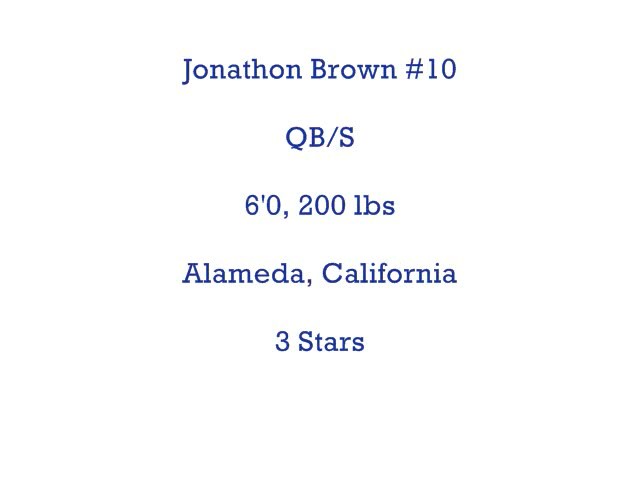 Jonathon Brown #10
QB/S
6'0, 200 lbs
Alameda, California
3 Stars